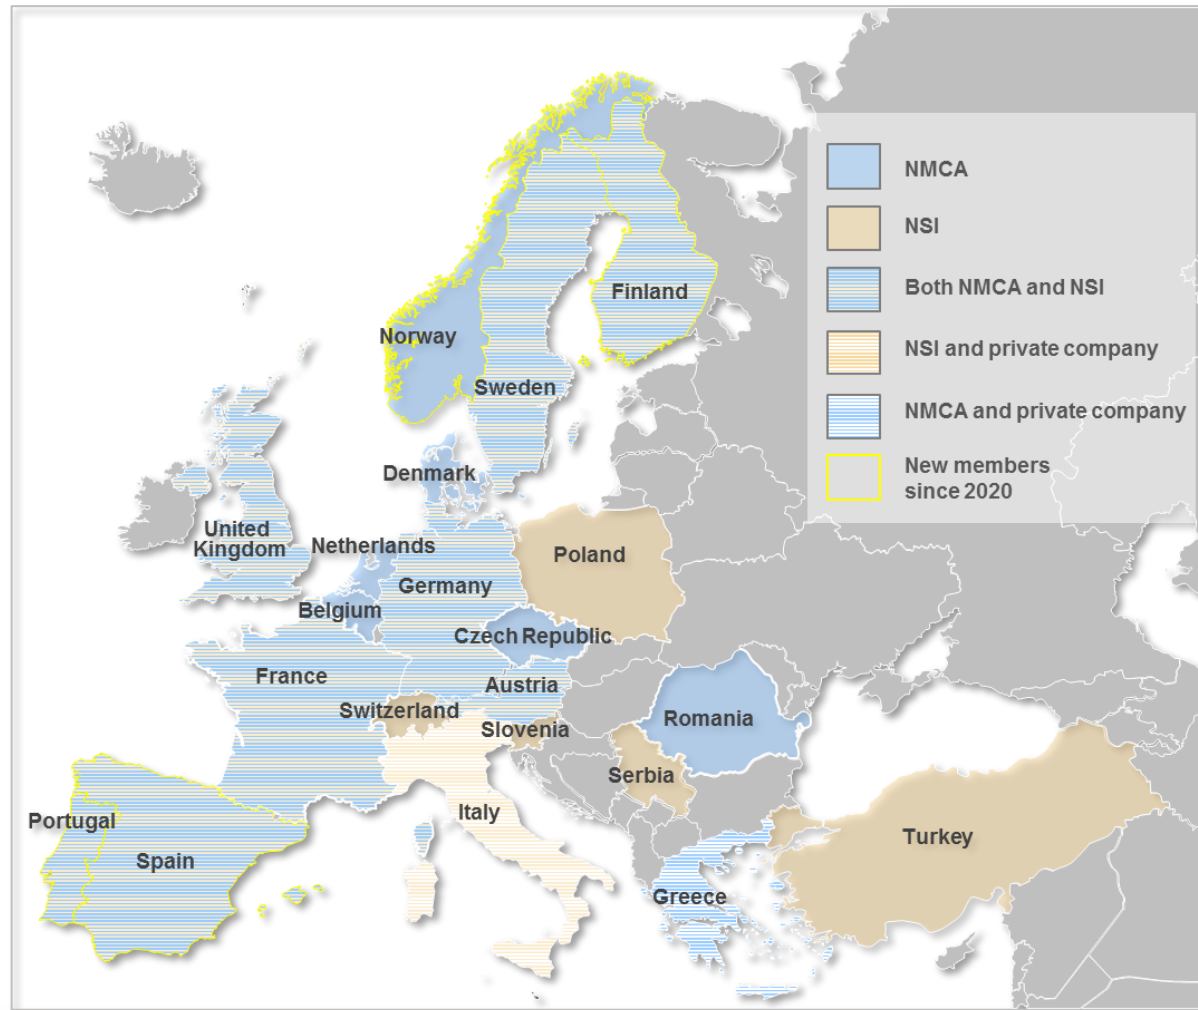 NMCA
NSI
Both NMCA and NSI
NSI and private company
NMCA and private company
New members
since 2020
Finland
Norway
Sweden
Denmark
United
Kingdom
Netherlands
Poland
Germany
Belgium
Czech Republic
France
Austria
Switzerland
Slovenia
Romania
Serbia
Italy
Portugal
Spain
Turkey
Greece